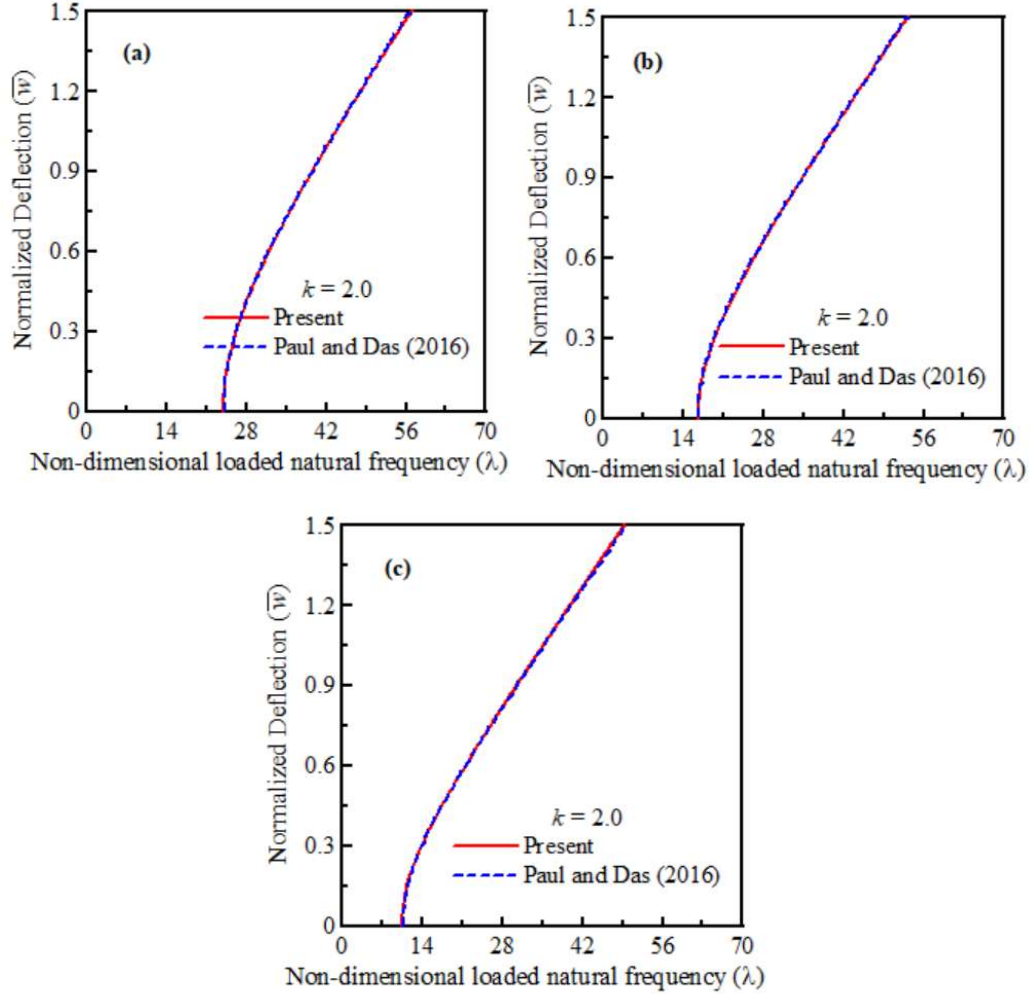 (a)
Normalized Deflection (w̅)
1.5
1.2
0.9
0.6
0.3
0
k = 2.0
Present
Paul and Das (2016)
0 14 28 42 56 70
Non-dimensional loaded natural frequency (λ)
(b)
Normalized Deflection (w̅)
1.5
1.2
0.9
0.6
0.3
0
k = 2.0
Present
Paul and Das (2016)
0 14 28 42 56 70
Non-dimensional loaded natural frequency (λ)
(c)
Normalized Deflection (w̅)
1.5
1.2
0.9
0.6
0.3
0
k = 2.0
Present
Paul and Das (2016)
0 14 28 42 56 70
Non-dimensional loaded natural frequency (λ)